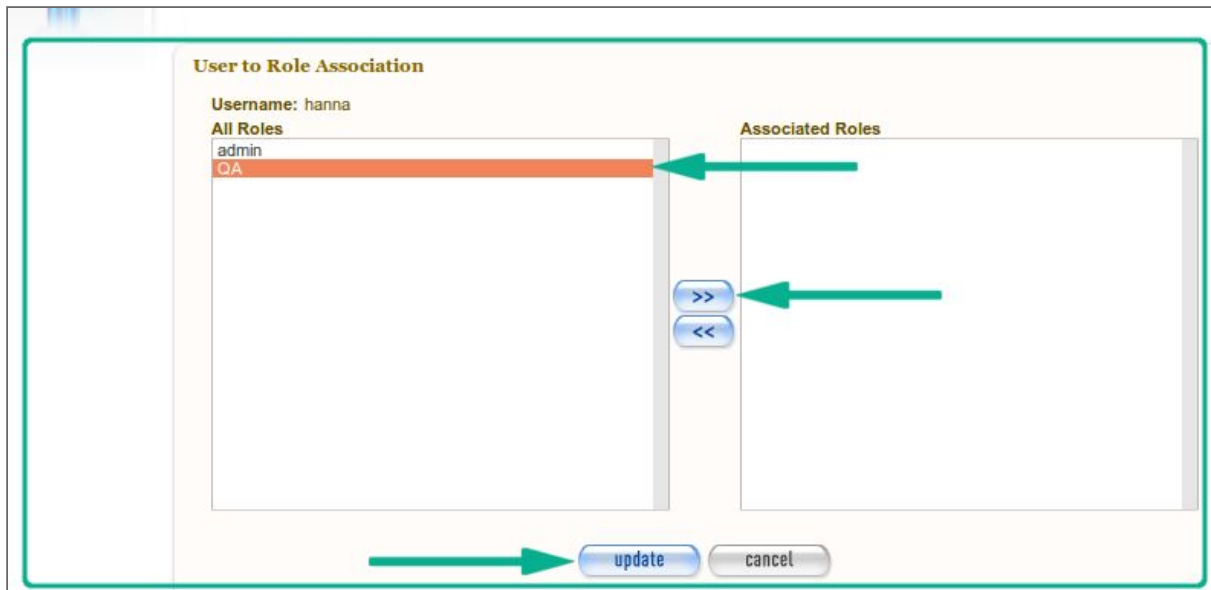 User to Role Association
Username: hanna
All Roles
Associated Roles
admin
QA
>>
<<
update
cancel